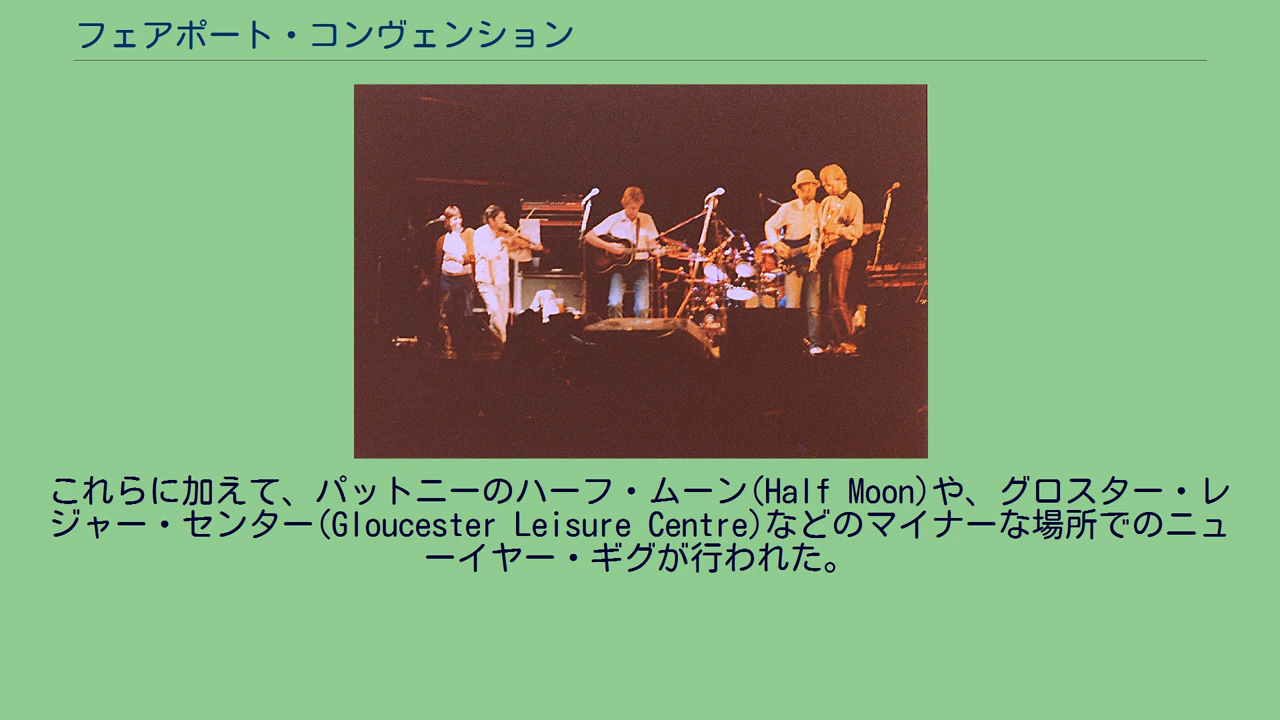 フェアポート・コンヴェンション
これらに加えて、パットニーのハーフ・ムーン(Half Moon)や、グロスター・レ
ジャー・センター(Gloucester Leisure Centre)などのマイナーな場所でのニュ
ーイヤー・ギグが行われた。